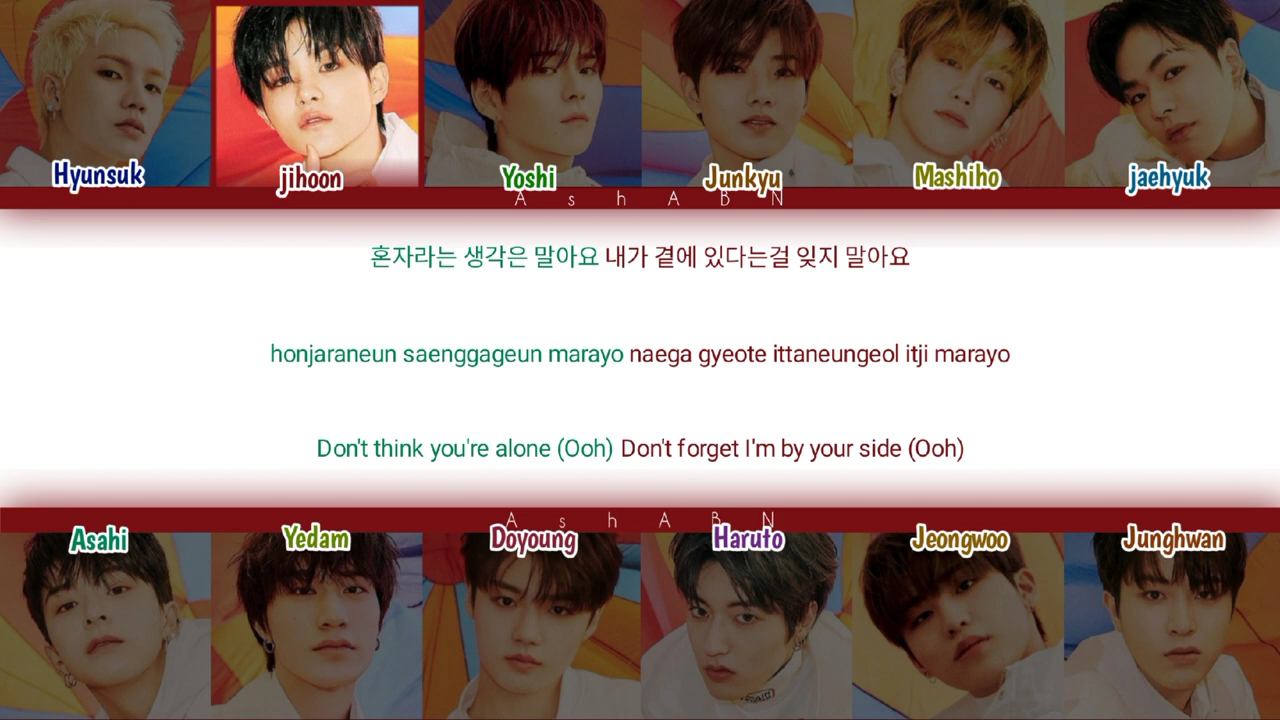 Hyunsuk jihoon Yoshi Junkyu Mashiho jaehyuk
A s h A B N
혼자라는 생각은 말아요 내가 곁에 있다는걸 잊지 말아요
honjaraneun saenggageun marayo naega gyeote ittaneungeol itji marayo
Don't think you're alone (Ooh) Don't forget I'm by your side (Ooh)
A s h A B N
Asahi Yedam Doyoung Haruto Jeongwoo Junghwan